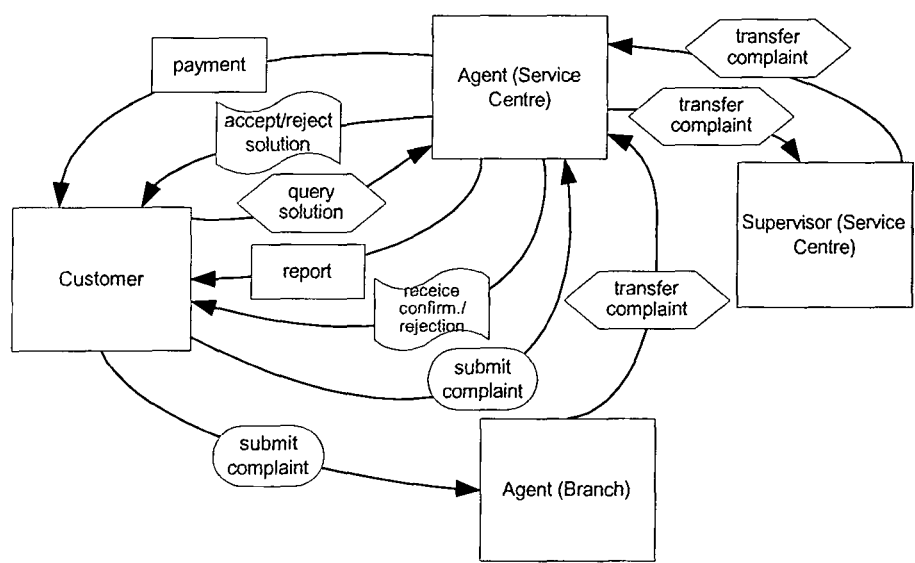 transfer
complaint
payment
Agent (Service
Centre)
accept/reject
solution
transfer
complaint
query
solution
Supervisor (Service
Centre)
Customer
report
receice
confirm./
rejection
transfer
complaint
submit
complaint
submit
complaint
Agent (Branch)